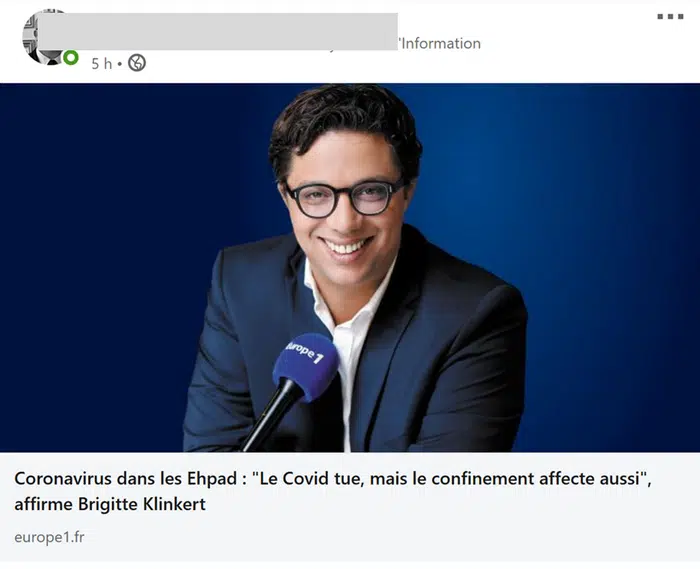 'Information
5 h •
europe1
Coronavirus dans les Ehpad : "Le Covid tue, mais le confinement affecte aussi",
affirme Brigitte Klinkert
europe1.fr